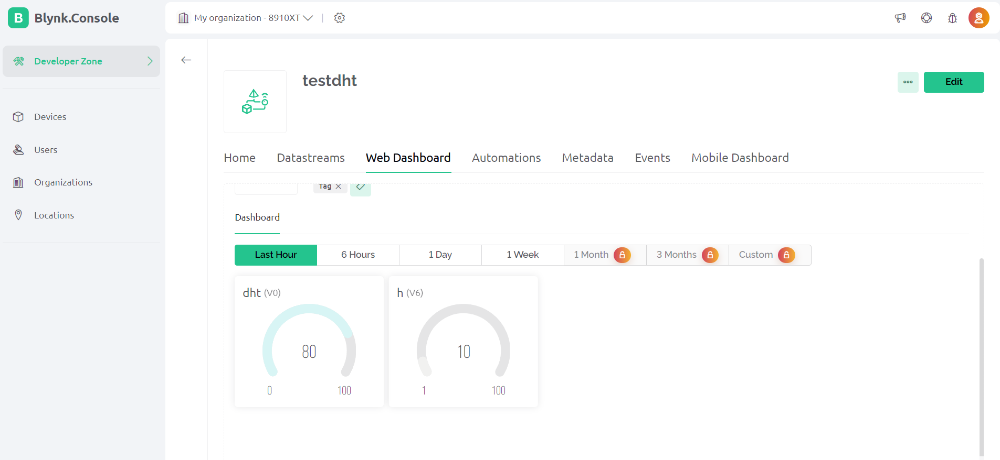 B Blynk.Console
My organization - 8910XT
Developer Zone
Devices
Users
Organizations
Locations
testdht
Edit
Home Datastreams Web Dashboard Automations Metadata Events Mobile Dashboard
Tag
Dashboard
Last Hour 6 Hours 1 Day 1 Week 1 Month 3 Months Custom
dht (V0)
80
0 100
h (V6)
10
1 100